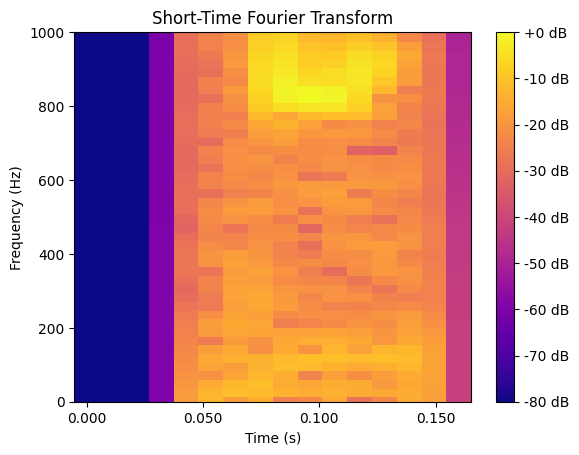 Short-Time Fourier Transform
1000
800
600
400
200
0
Frequency (Hz)
0.000
0.050
0.100
0.150
Time (s)
+0 dB
-10 dB
-20 dB
-30 dB
-40 dB
-50 dB
-60 dB
-70 dB
-80 dB